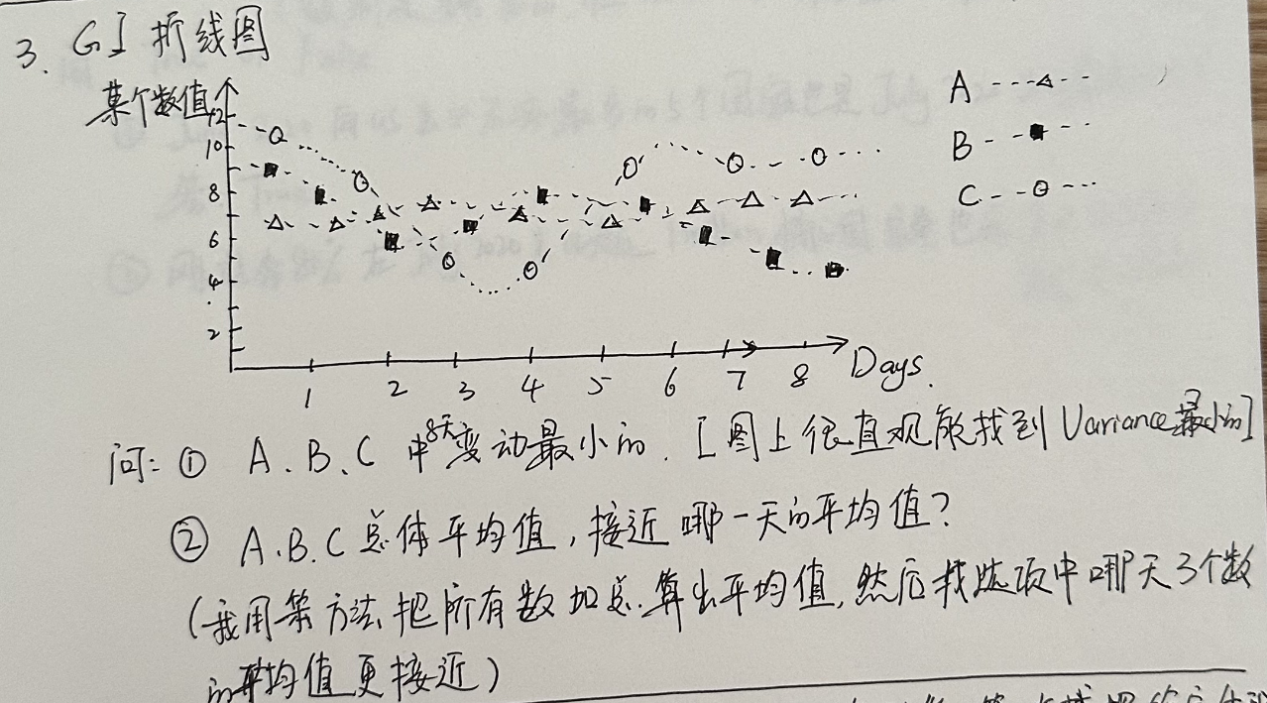 3. GI 折线图
某个数值
12
10
8
6
4
2
A
B
C
1 2 3 4 5 6 7 8 Days.
问: ① A、B、C 中8天变动最小的. [图上很直观能找到 Variance最小的]
② A.B.C 总体平均值, 接近哪一天的平均值?
(我用笨方法, 把所有数加总. 算出平均值, 然后找选项中哪天3个数
的平均值更接近)